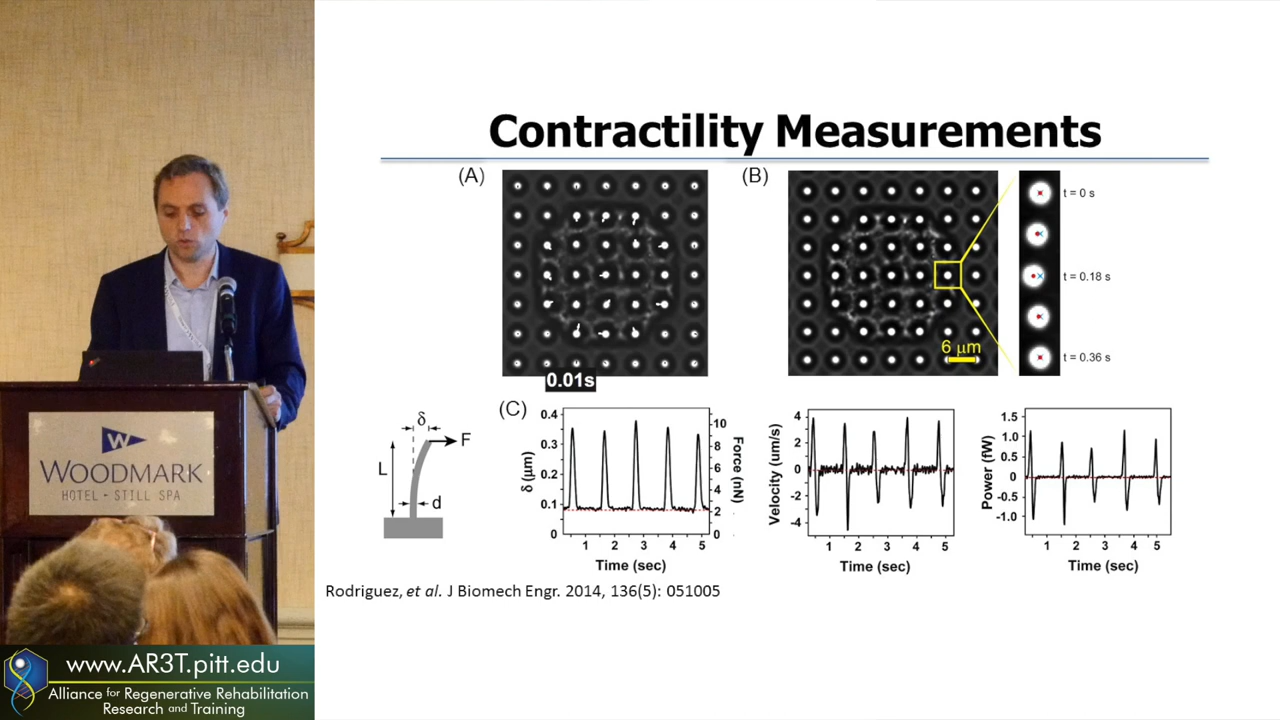 Contractility Measurements
(A)
(B)
t = 0 s
t = 0.18 s
6 μm
t = 0.36 s
0.01s
δ
F
L
d
(C)
0.4
0.3
0.2
0.1
0
δ (μm)
10
8
6
4
2
0
Force (nN)
1 2 3 4 5
Time (sec)
4
2
0
-2
-4
Velocity (um/s)
1 2 3 4 5
Time (sec)
1.5
1.0
0.5
0
-0.5
-1.0
Power (fW)
1 2 3 4 5
Time (sec)
Rodriguez, et al. J Biomech Engr. 2014, 136(5): 051005
W
WOODMARK
HOTEL • STILL SPA
www.AR3T.pitt.edu
Alliance for Regenerative Rehabilitation
Research and Training